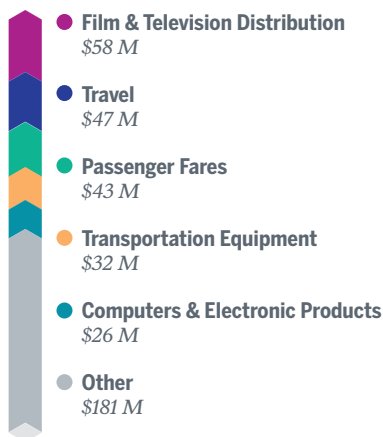 Film & Television Distribution
$58 M
Travel
$47 M
Passenger Fares
$43 M
Transportation Equipment
$32 M
Computers & Electronic Products
$26 M
Other
$181 M